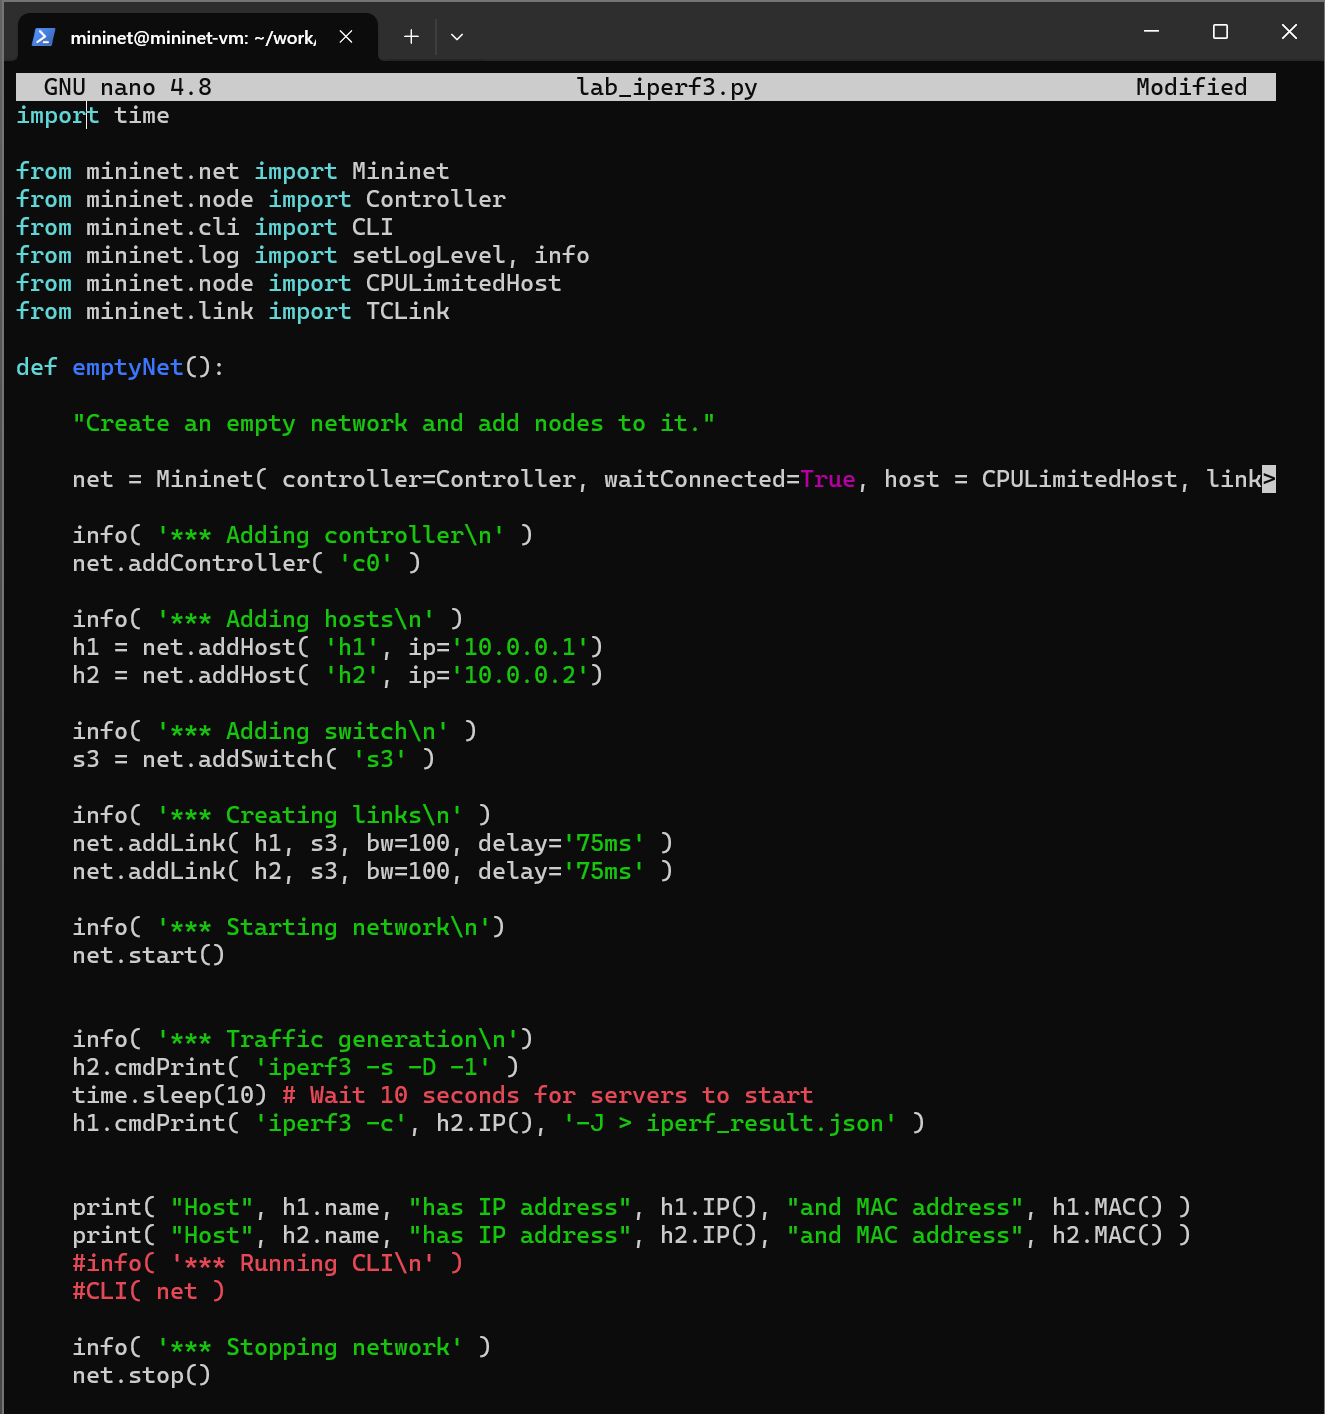 mininet@mininet-vm: ~/work/
GNU nano 4.8 lab_iperf3.py Modified
import time
from mininet.net import Mininet
from mininet.node import Controller
from mininet.cli import CLI
from mininet.log import setLogLevel, info
from mininet.node import CPULimitedHost
from mininet.link import TCLink
def emptyNet():
"Create an empty network and add nodes to it."
net = Mininet( controller=Controller, waitConnected=True, host = CPULimitedHost, link>
info( '*** Adding controller\n' )
net.addController( 'c0' )
info( '*** Adding hosts\n' )
h1 = net.addHost( 'h1', ip='10.0.0.1')
h2 = net.addHost( 'h2', ip='10.0.0.2')
info( '*** Adding switch\n' )
s3 = net.addSwitch( 's3' )
info( '*** Creating links\n' )
net.addLink( h1, s3, bw=100, delay='75ms' )
net.addLink( h2, s3, bw=100, delay='75ms' )
info( '*** Starting network\n')
net.start()
info( '*** Traffic generation\n')
h2.cmdPrint( 'iperf3 -s -D -1' )
time.sleep(10) # Wait 10 seconds for servers to start
h1.cmdPrint( 'iperf3 -c', h2.IP(), '-J > iperf_result.json' )
print( "Host", h1.name, "has IP address", h1.IP(), "and MAC address", h1.MAC() )
print( "Host", h2.name, "has IP address", h2.IP(), "and MAC address", h2.MAC() )
#info( '*** Running CLI\n' )
#CLI( net )
info( '*** Stopping network' )
net.stop()